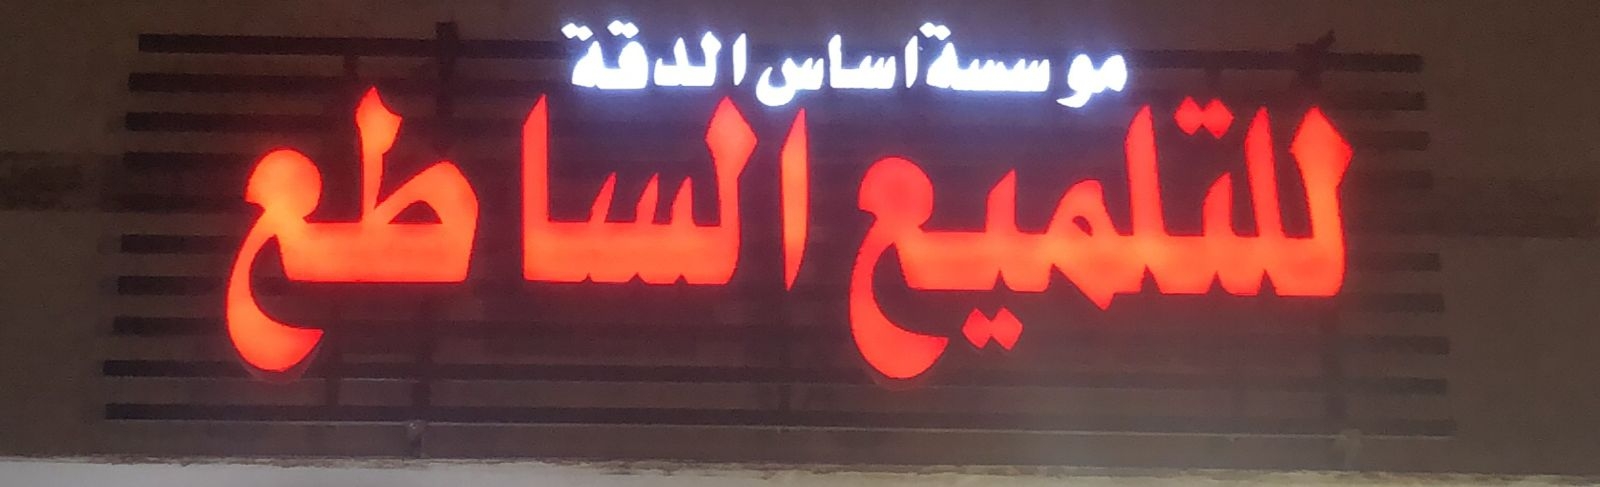 موسسة اساس الدقة
للتلميع الساطع